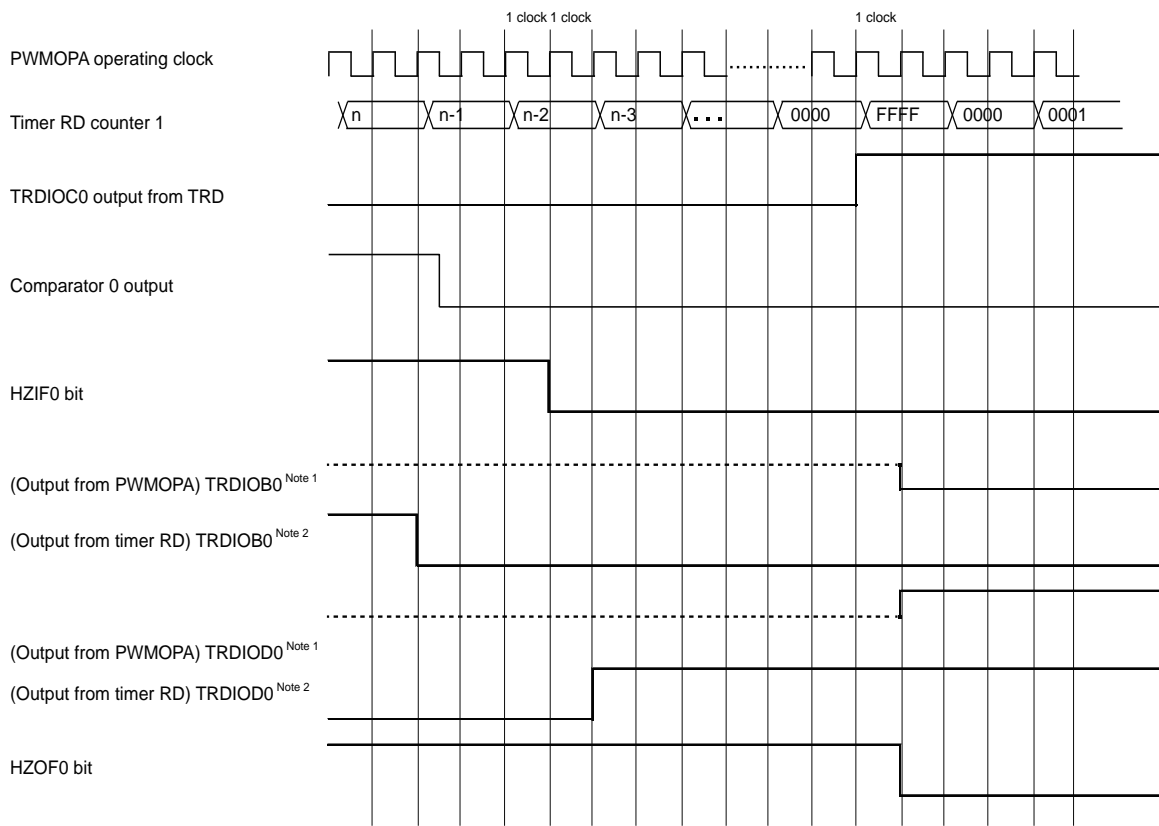 1 clock 1 clock 1 clock
PWMOPA operating clock
Timer RD counter 1 n n-1 n-2 n-3 ... 0000 FFFF 0000 0001
TRDIOC0 output from TRD
Comparator 0 output
HZIF0 bit
(Output from PWMOPA) TRDIOB0 Note 1
(Output from timer RD) TRDIOB0 Note 2
(Output from PWMOPA) TRDIOD0 Note 1
(Output from timer RD) TRDIOD0 Note 2
HZOF0 bit